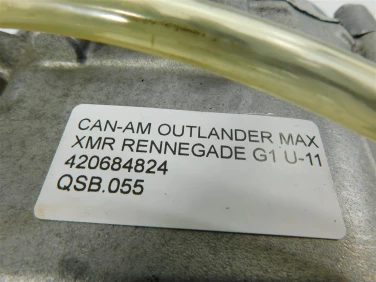 CAN-AM OUTLANDER MAX
XMR RENNEGADE G1 U-11
420684824
QSB.055